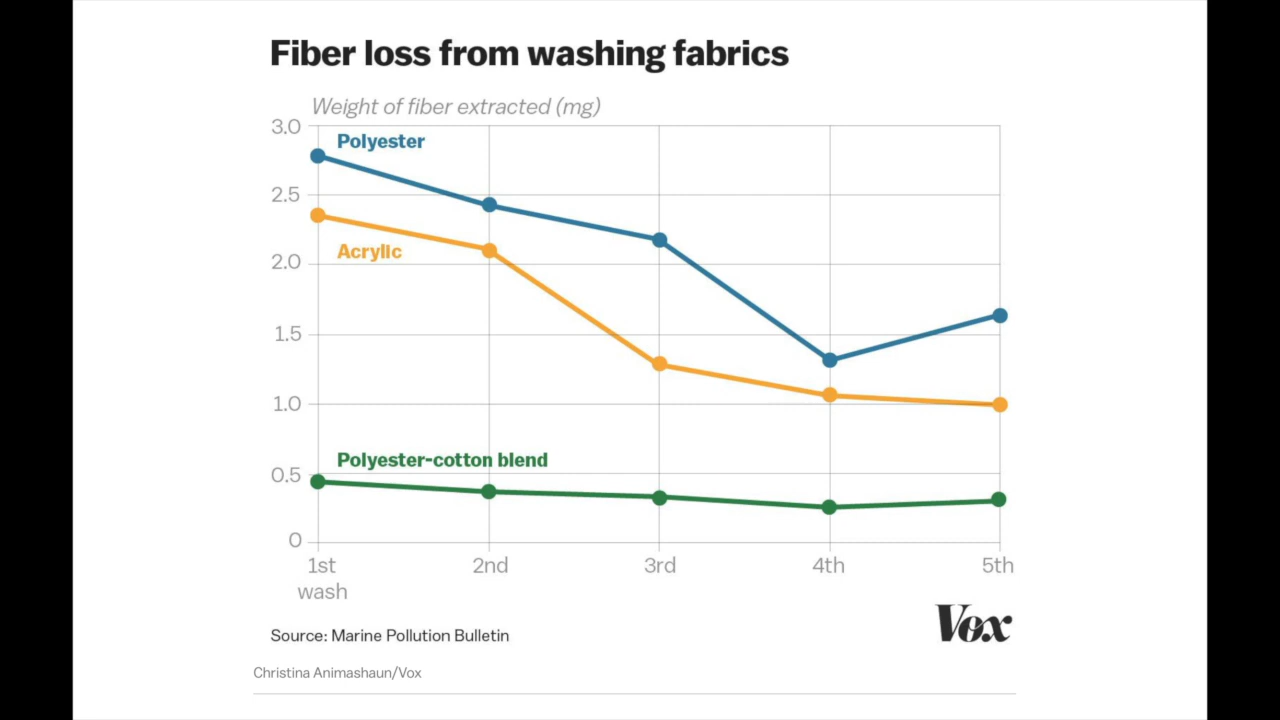 Fiber loss from washing fabrics
Weight of fiber extracted (mg)
3.0
Polyester
2.5
Acrylic
2.0
1.5
1.0
Polyester-cotton blend
0.5
0
1st 2nd 3rd 4th 5th
wash
Vox
Source: Marine Pollution Bulletin
Christina Animashaun/Vox